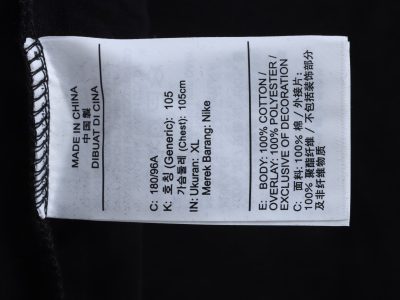 MADE IN CHINA
中国製
DIBUAT DI CINA
C: 180/96A
K: 호칭 (Generic): 105
가슴둘레 (Chest): 105cm
IN: Ukuran: XL
Merek Barang: Nike
E: BODY: 100% COTTON /
OVERLAY: 100% POLYESTER /
EXCLUSIVE OF DECORATION
C: 面料: 100% 棉 / 外接片:
100% 聚酯纤维 / 不包括装饰部分
及非纤维物质